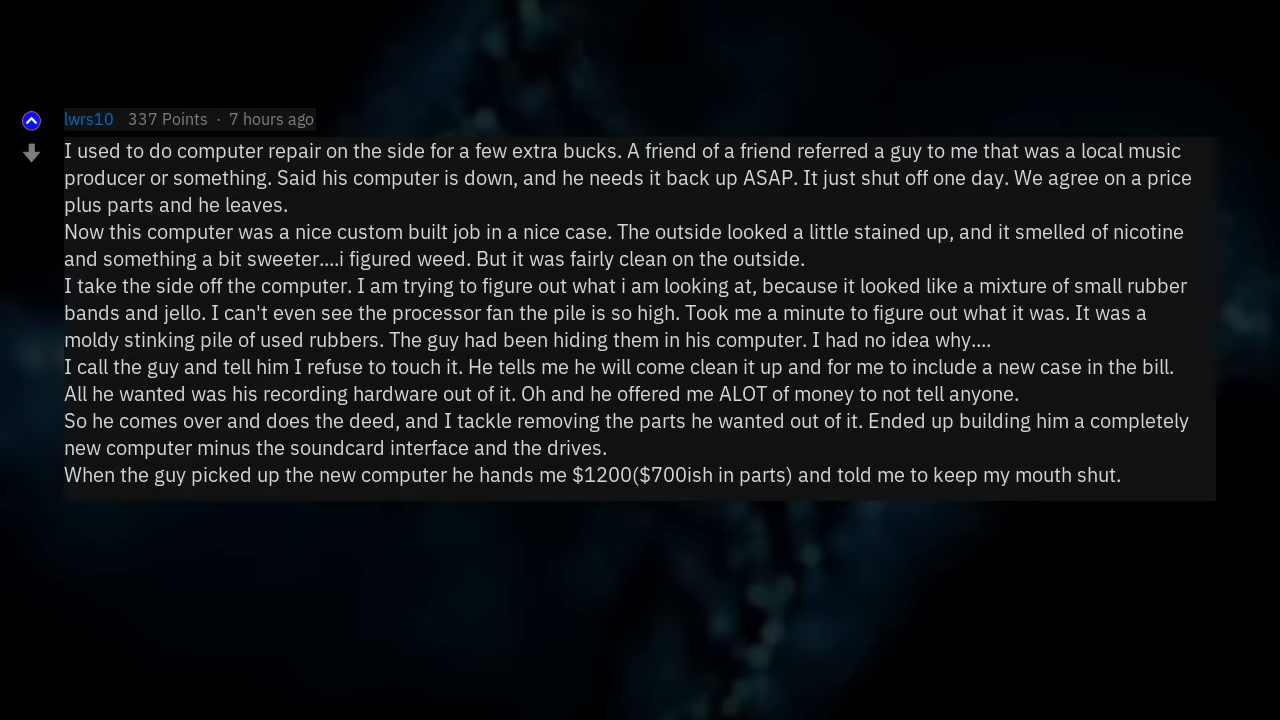 lwrs10 337 Points · 7 hours ago
I used to do computer repair on the side for a few extra bucks. A friend of a friend referred a guy to me that was a local music
producer or something. Said his computer is down, and he needs it back up ASAP. It just shut off one day. We agree on a price
plus parts and he leaves.
Now this computer was a nice custom built job in a nice case. The outside looked a little stained up, and it smelled of nicotine
and something a bit sweeter....i figured weed. But it was fairly clean on the outside.
I take the side off the computer. I am trying to figure out what i am looking at, because it looked like a mixture of small rubber
bands and jello. I can't even see the processor fan the pile is so high. Took me a minute to figure out what it was. It was a
moldy stinking pile of used rubbers. The guy had been hiding them in his computer. I had no idea why....
I call the guy and tell him I refuse to touch it. He tells me he will come clean it up and for me to include a new case in the bill.
All he wanted was his recording hardware out of it. Oh and he offered me ALOT of money to not tell anyone.
So he comes over and does the deed, and I tackle removing the parts he wanted out of it. Ended up building him a completely
new computer minus the soundcard interface and the drives.
When the guy picked up the new computer he hands me $1200($700ish in parts) and told me to keep my mouth shut.